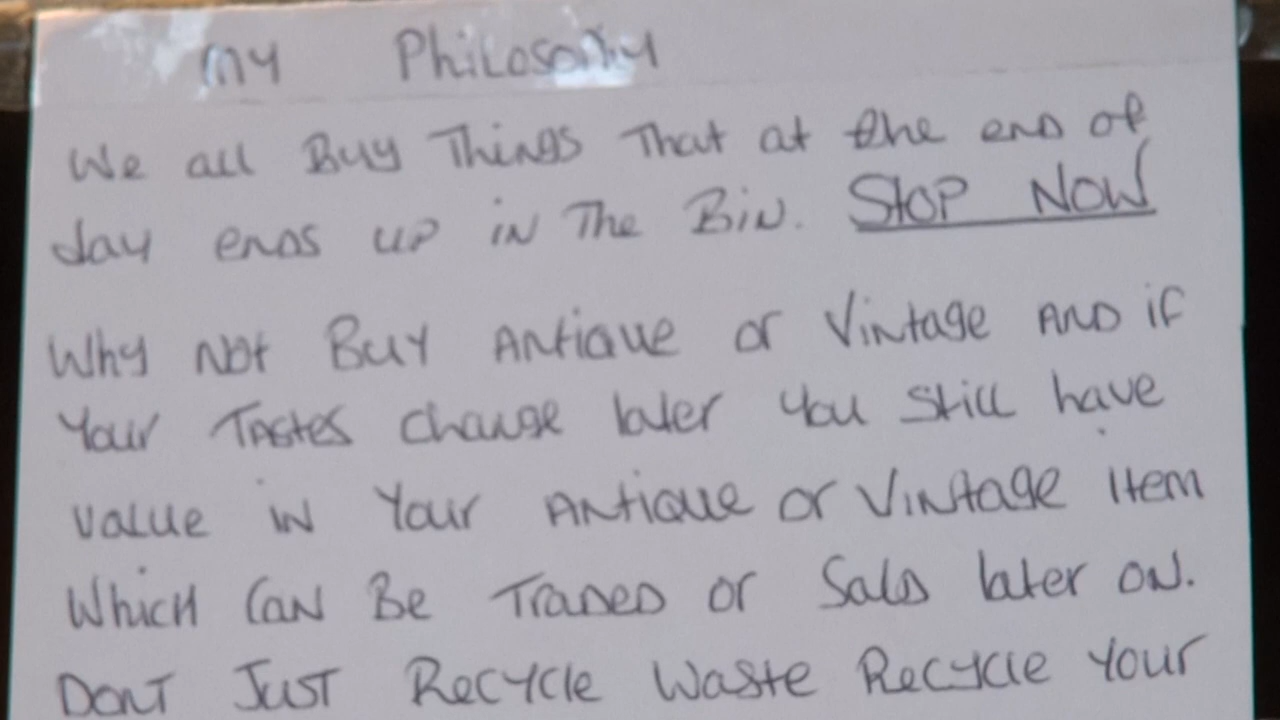 my Philosophy
We all Buy Things That at the end of
day ends up in The Bin. STOP NOW
Why Not Buy Antique or Vintage AND if
Your Tastes change later you still have
value in Your ANtique or Vintage item
Which Can Be TRADED or Sald later on.
DONT JUST Recycle Waste Recycle Your